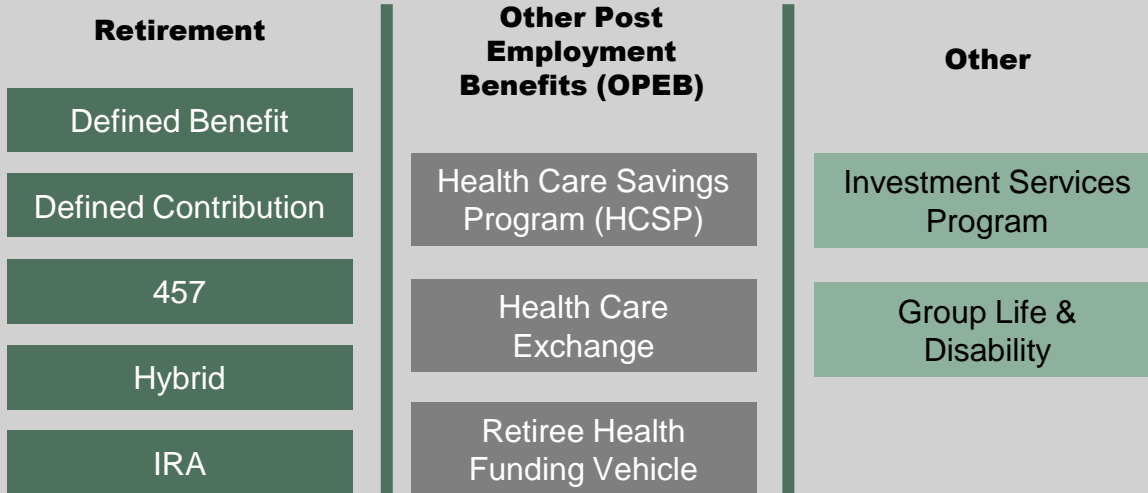 Retirement
Defined Benefit
Defined Contribution
457
Hybrid
IRA
Other Post
Employment
Benefits (OPEB)
Health Care Savings
Program (HCSP)
Health Care
Exchange
Retiree Health
Funding Vehicle
Other
Investment Services
Program
Group Life &
Disability